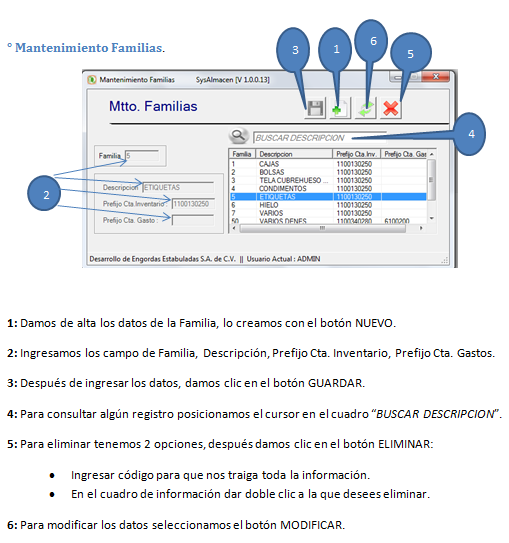 ° Mantenimiento Familias.
3
1
6
5
Mantenimiento Familias SysAlmacen [V 1.0.0.13]
Mtto. Familias
BUSCAR DESCRIPCION
4
Familia 5
Familia Descripcion Prefijo Cta.Inv. Prefijo Cta. Gas
1 CAJAS 1100130250
2 BOLSAS 1100130250
3 TELA CUBREHUESO ... 1100130250
4 CONDIMENTOS 1100130250
5 ETIQUETAS 1100130250
6 HIELO 1100130250
7 VARIOS 1100130250
50 VARIOS DENES 1100340280 6100200
2
Descripcion ETIQUETAS
Prefijo Cta.Inventario: 1100130250
Prefijo Cta. Gasto :
Desarrollo de Engordas Estabuladas S.A. de C.V. || Usuario Actual : ADMIN
1: Damos de alta los datos de la Familia, lo creamos con el botón NUEVO.
2: Ingresamos los campo de Familia, Descripción, Prefijo Cta. Inventario, Prefijo Cta. Gastos.
3: Después de ingresar los datos, damos clic en el botón GUARDAR.
4: Para consultar algún registro posicionamos el cursor en el cuadro “BUSCAR DESCRIPCION”.
5: Para eliminar tenemos 2 opciones, después damos clic en el botón ELIMINAR:
• Ingresar código para que nos traiga toda la información.
• En el cuadro de información dar doble clic a la que desees eliminar.
6: Para modificar los datos seleccionamos el botón MODIFICAR.